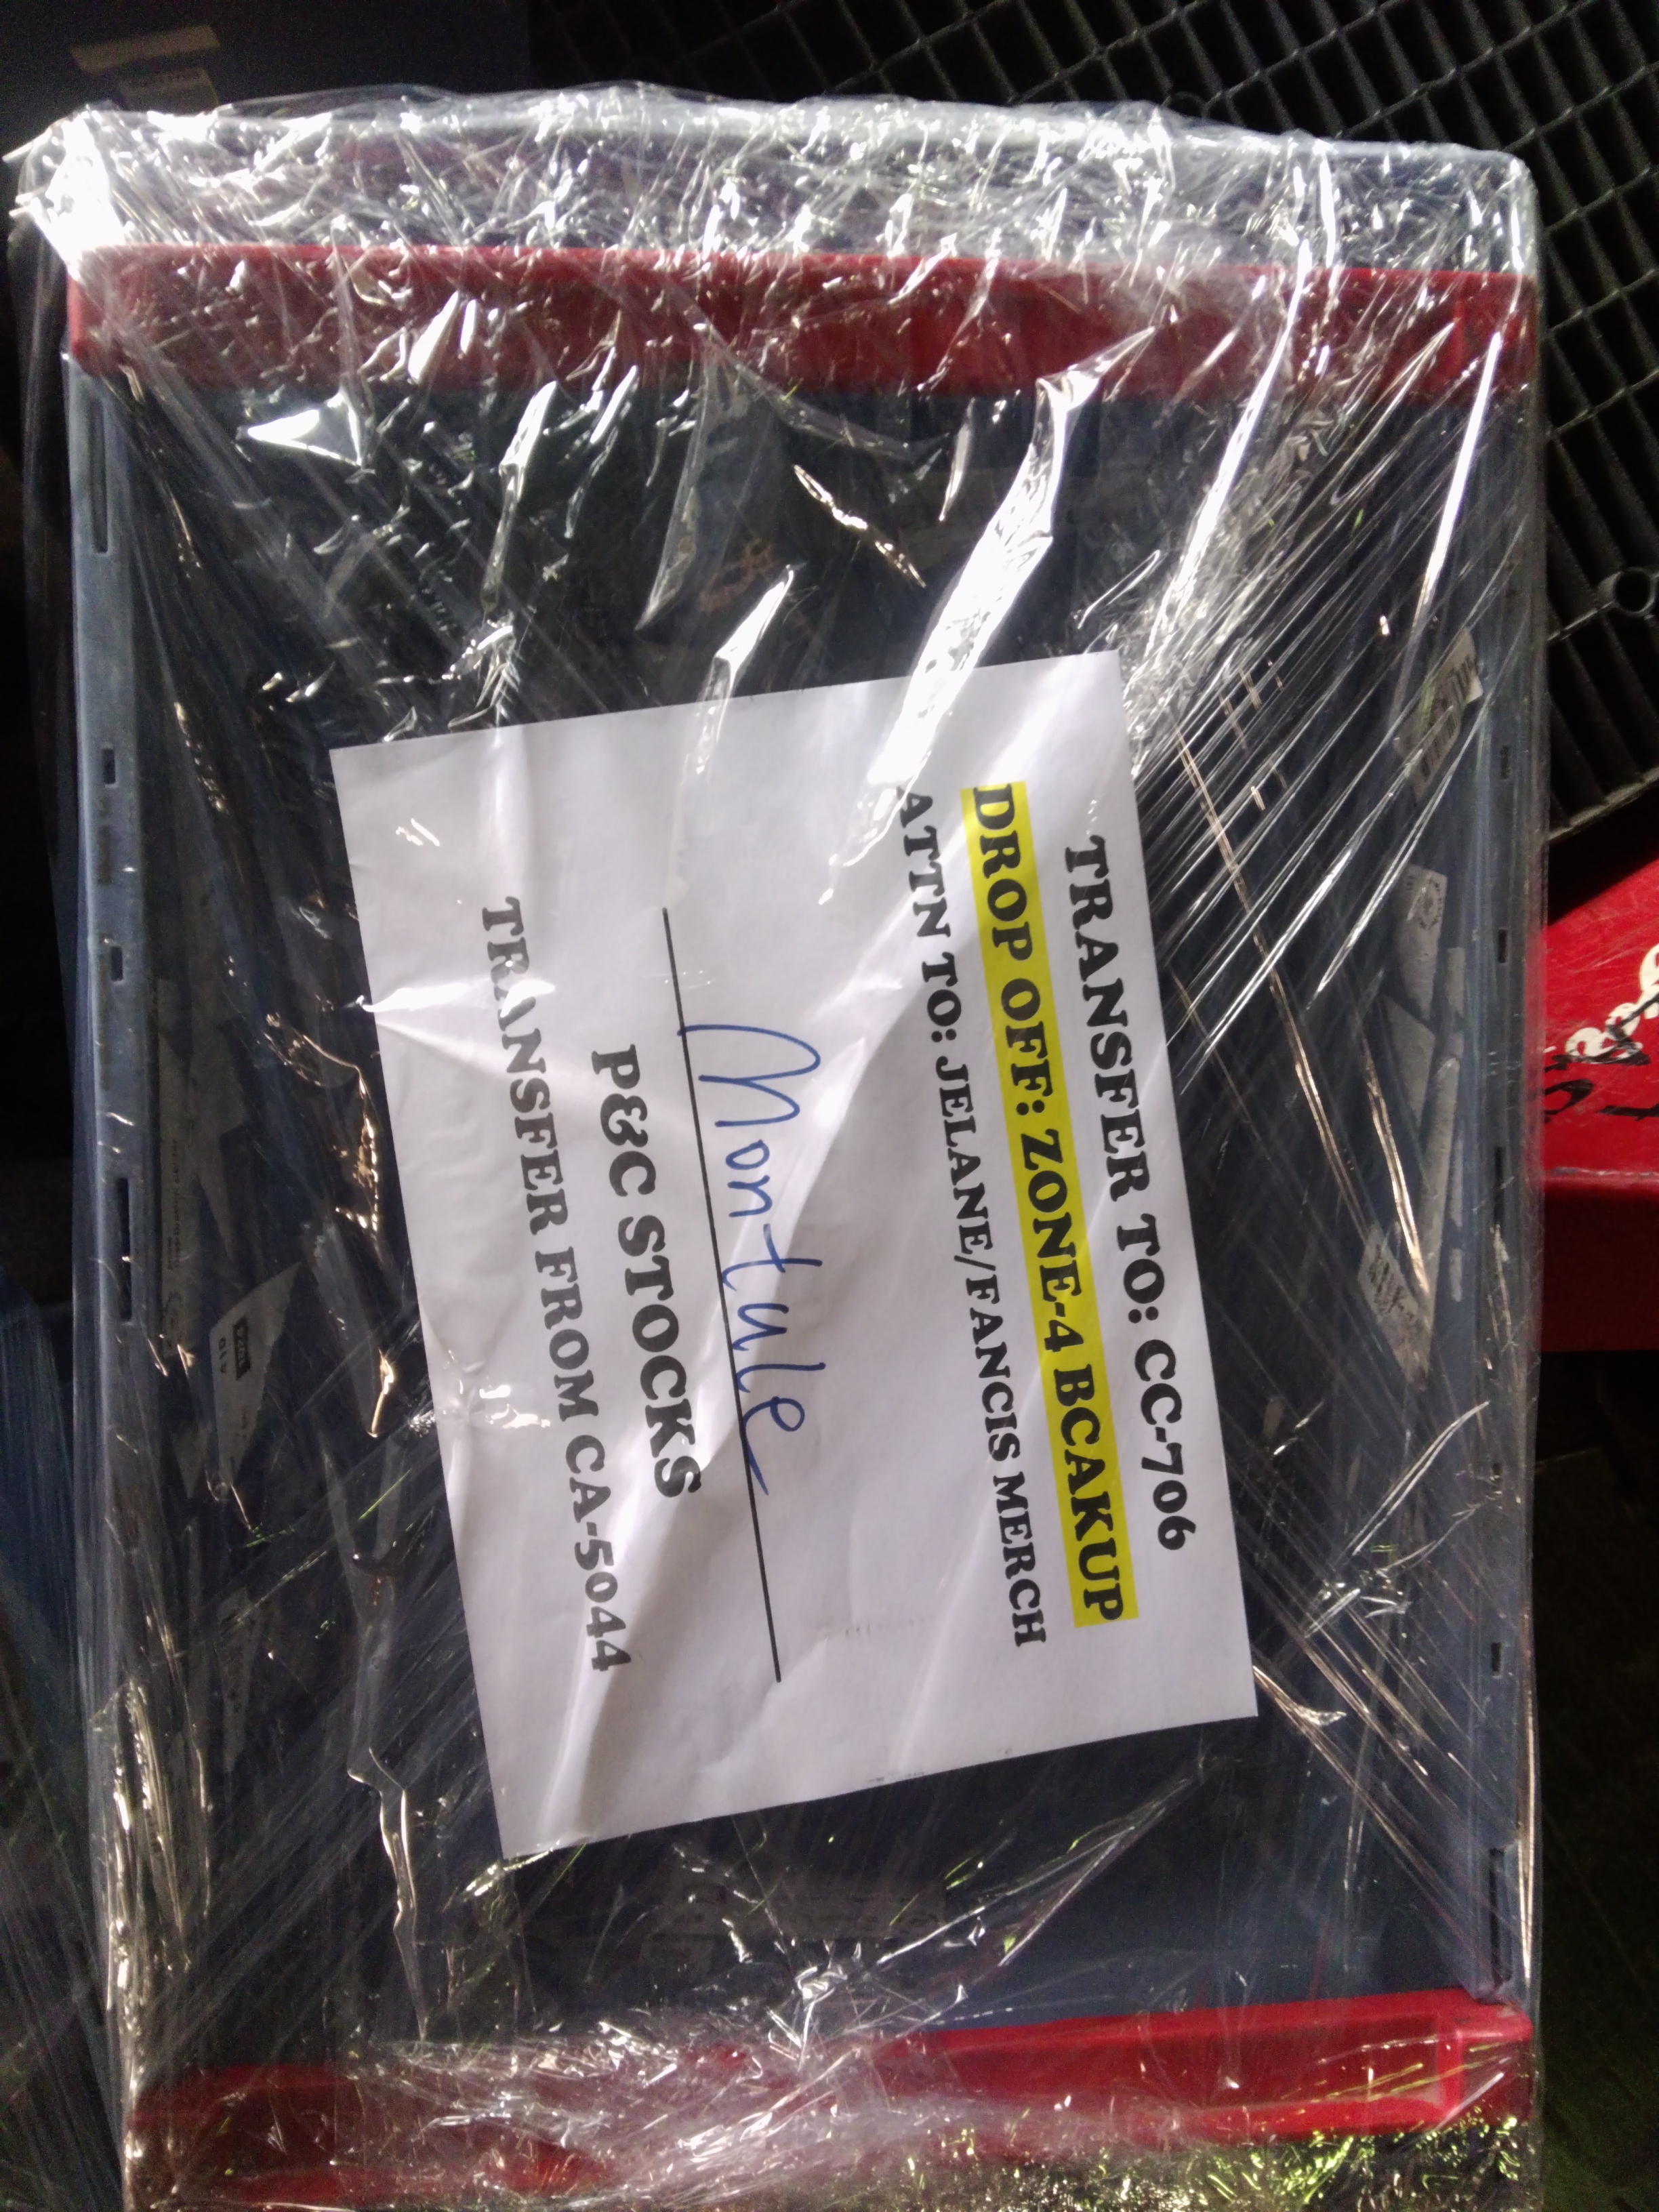 TRANSFER TO: CC-706
DROP OFF: ZONE-4 BCAKUP
ATTN TO: JELANE/FANCIS MERCH
Montule
P&C STOCKS
TRANSFER FROM CA-5044